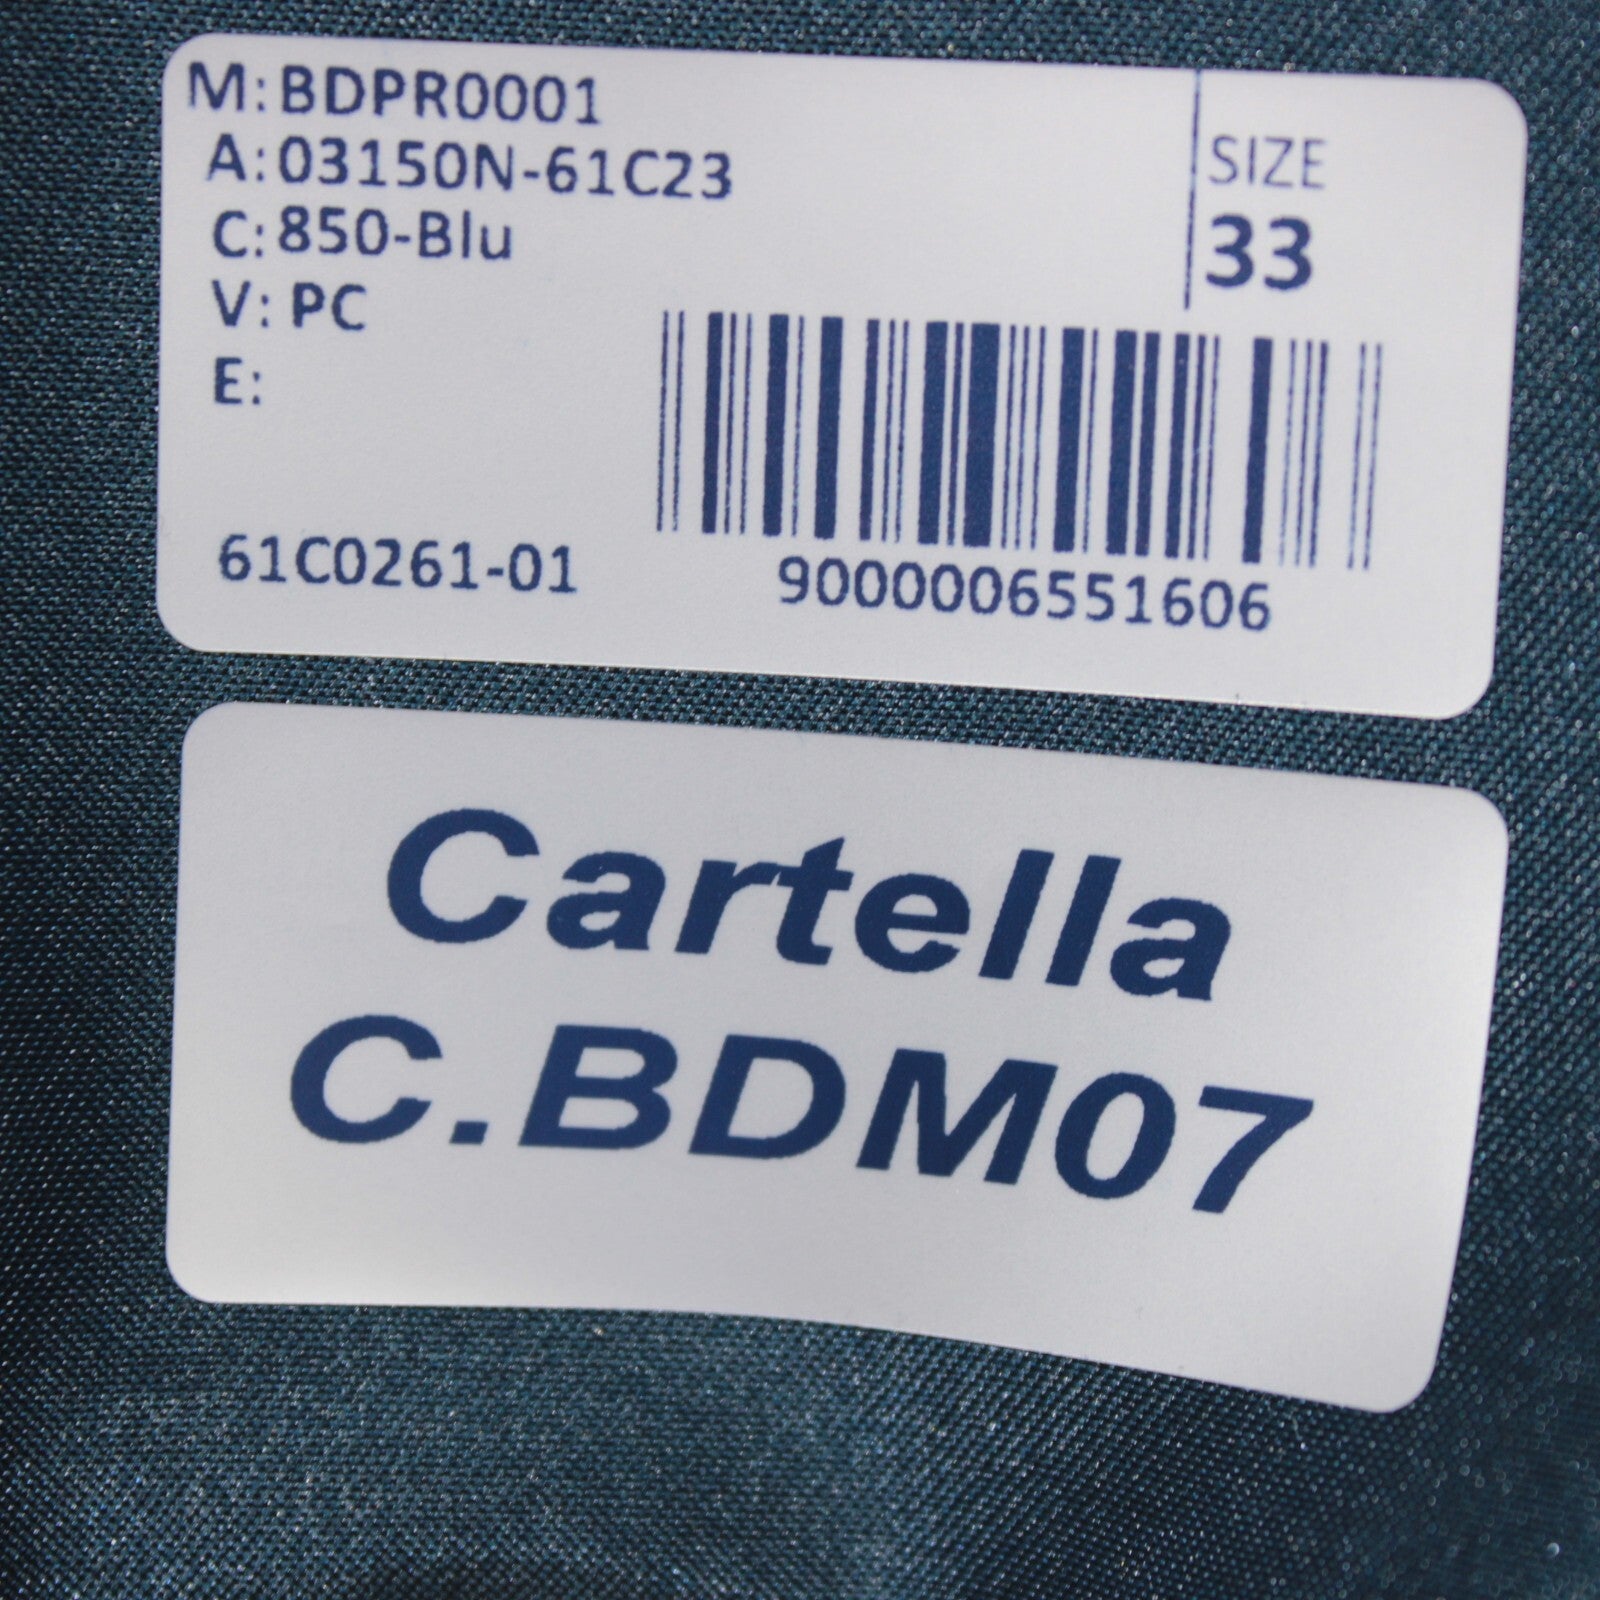 M: BDPR0001
A: 03150N-61C23
C: 850-Blu
V: PC
E:
SIZE
33
61C0261-01
9000006551606
Cartella
C.BDM07